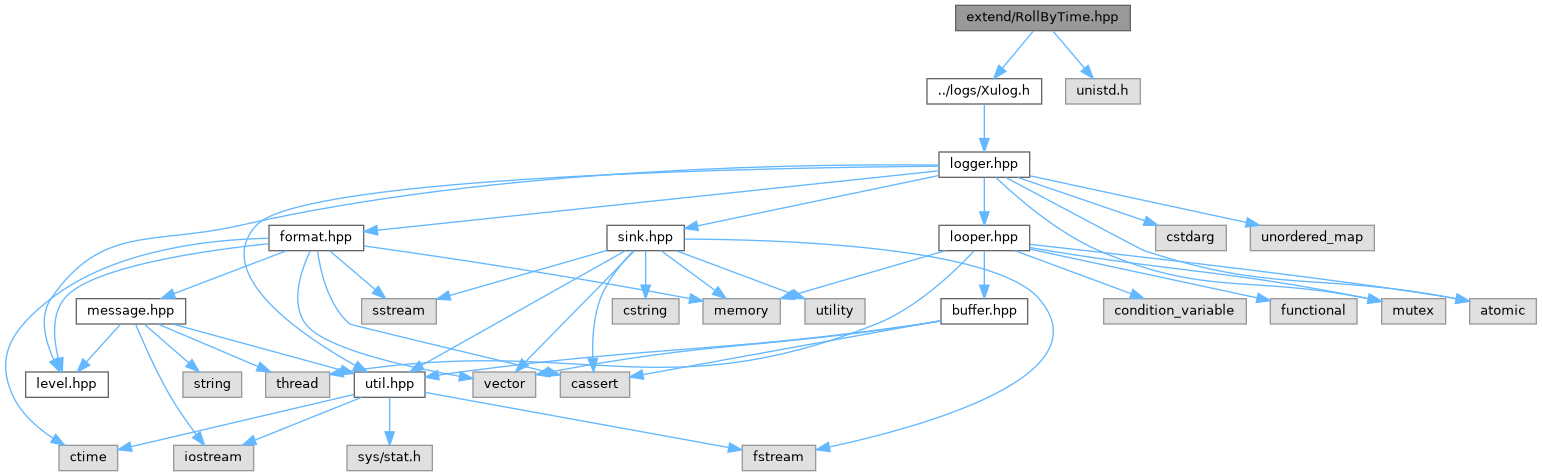 extend/RollByTime.hpp
../logs/Xulog.h
unistd.h
logger.hpp
format.hpp
sink.hpp
looper.hpp
cstdarg
unordered_map
message.hpp
sstream
cstring
memory
utility
buffer.hpp
condition_variable
functional
mutex
atomic
level.hpp
string
thread
util.hpp
vector
cassert
ctime
iostream
sys/stat.h
fstream